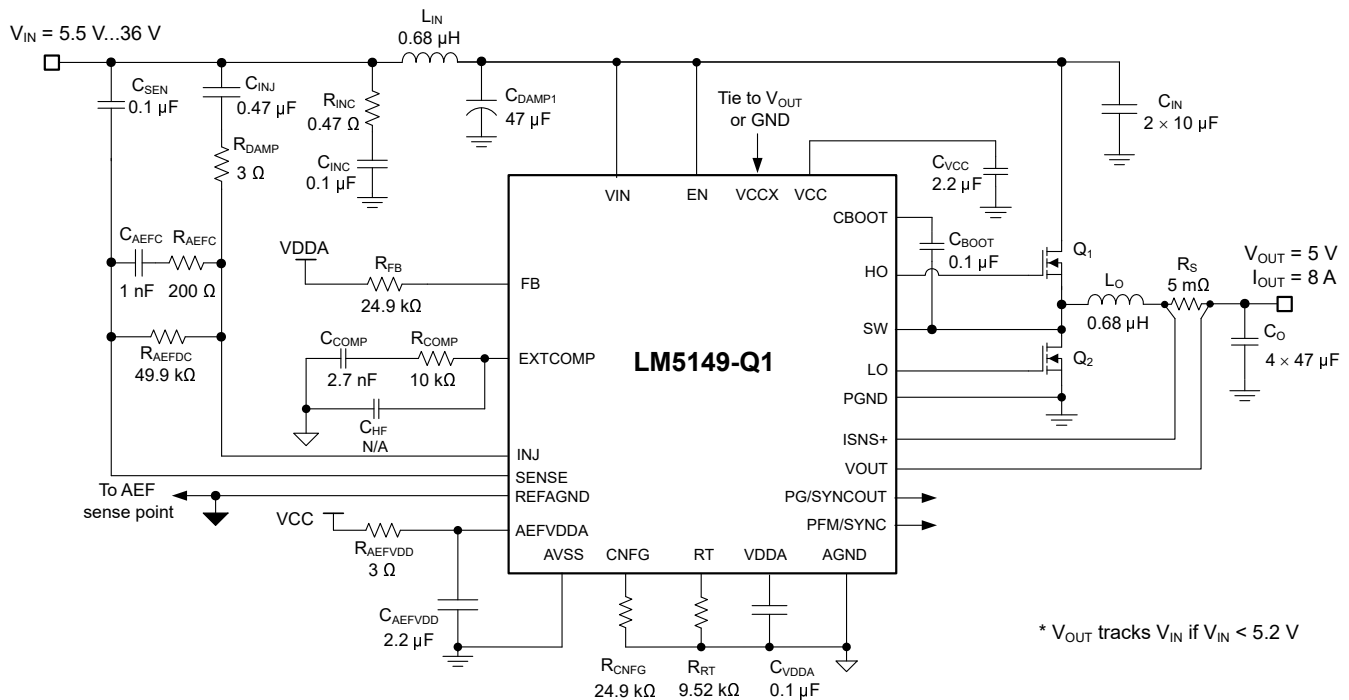 V_IN = 5.5 V...36 V
L_IN
0.68 µH
C_SEN
0.1 µF
C_INJ
0.47 µF
R_INC
0.47 Ω
C_DAMP1
47 µF
Tie to V_OUT
or GND
C_IN
2 × 10 µF
R_DAMP
3 Ω
C_INC
0.1 µF
C_VCC
2.2 µF
VIN
EN
VCCX
VCC
CBOOT
C_AEFC
R_AEFC
1 nF
200 Ω
VDDA
R_FB
24.9 kΩ
FB
HO
C_BOOT
0.1 µF
Q_1
V_OUT = 5 V
I_OUT = 8 A
L_O
0.68 µH
R_S
5 mΩ
R_AEFDC
49.9 kΩ
C_COMP
R_COMP
2.7 nF
10 kΩ
EXTCOMP
LM5149-Q1
SW
LO
Q_2
C_O
4 × 47 µF
PGND
C_HF
N/A
INJ
ISNS+
SENSE
VOUT
To AEF
sense point
REFAGND
PG/SYNCOUT
VCC
AEFVDDA
PFM/SYNC
R_AEFVDD
3 Ω
AVSS
CNFG
RT
VDDA
AGND
C_AEFVDD
2.2 µF
R_CNFG
24.9 kΩ
R_RT
9.52 kΩ
C_VDDA
0.1 µF
* V_OUT tracks V_IN if V_IN < 5.2 V